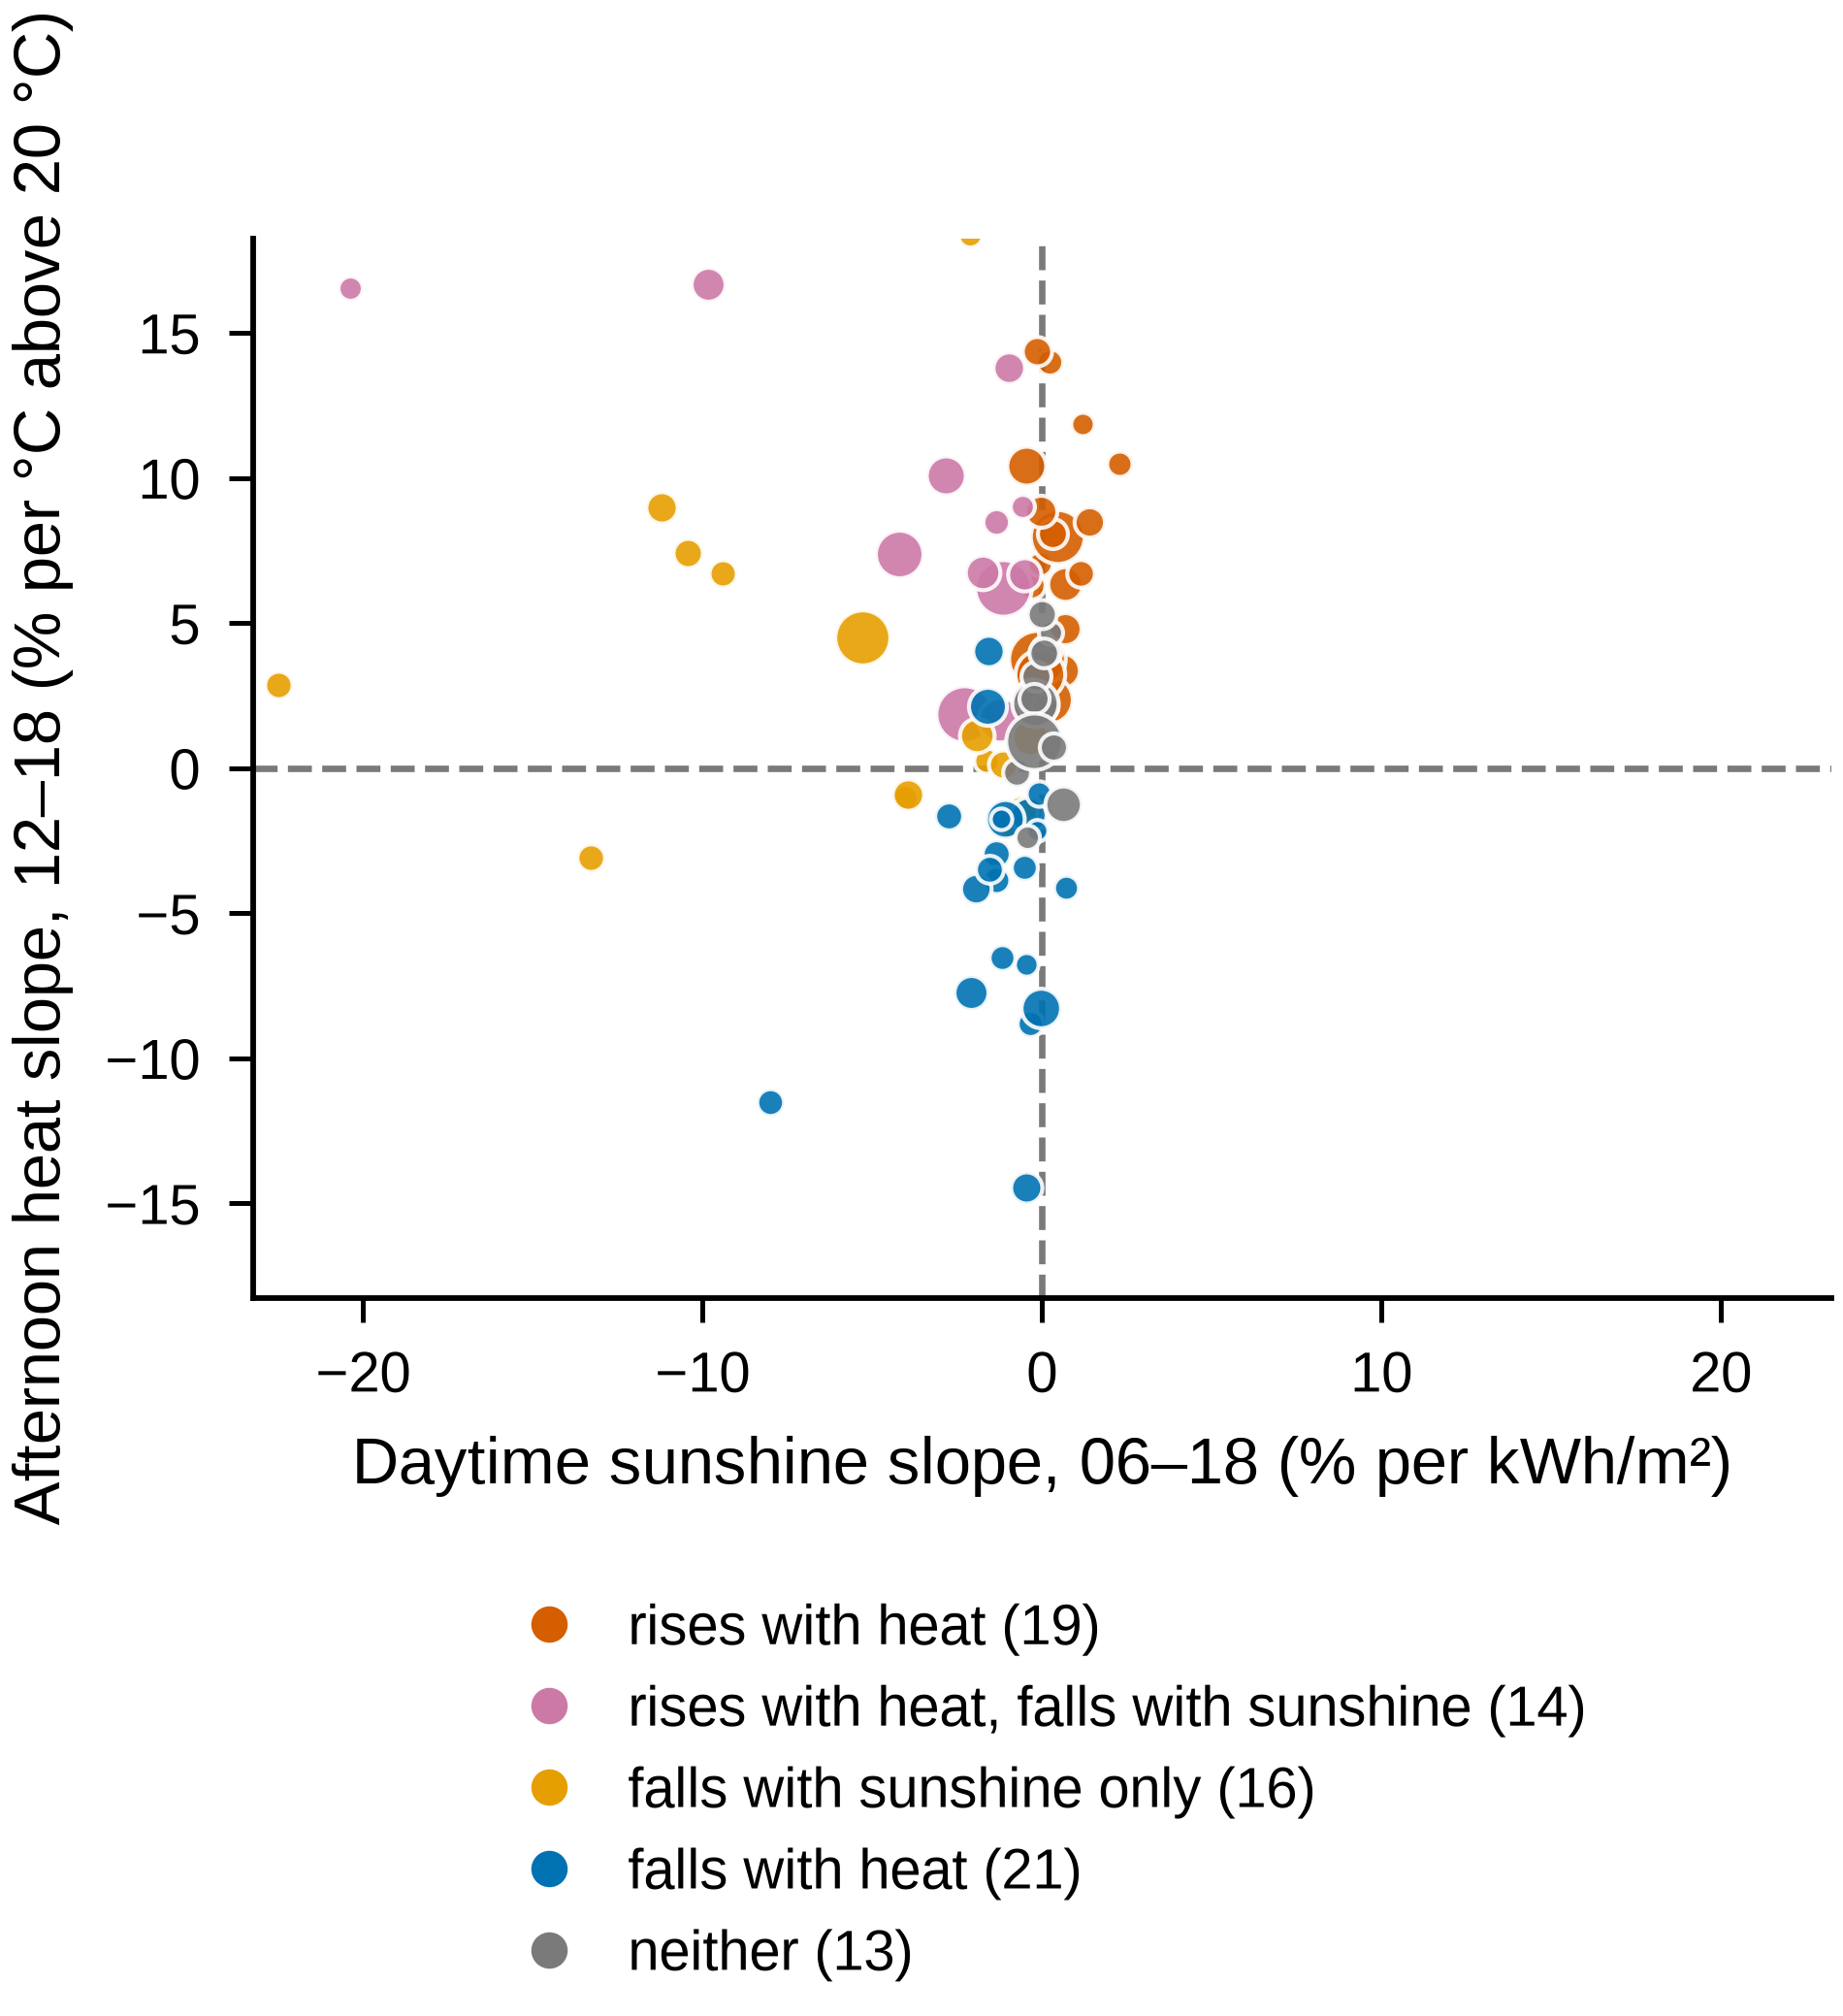 Afternoon heat slope, 12–18 (% per °C above 20 °C)
15
10
5
0
−5
−10
−15
−20
−10
0
10
20
Daytime sunshine slope, 06–18 (% per kWh/m²)
rises with heat (19)
rises with heat, falls with sunshine (14)
falls with sunshine only (16)
falls with heat (21)
neither (13)